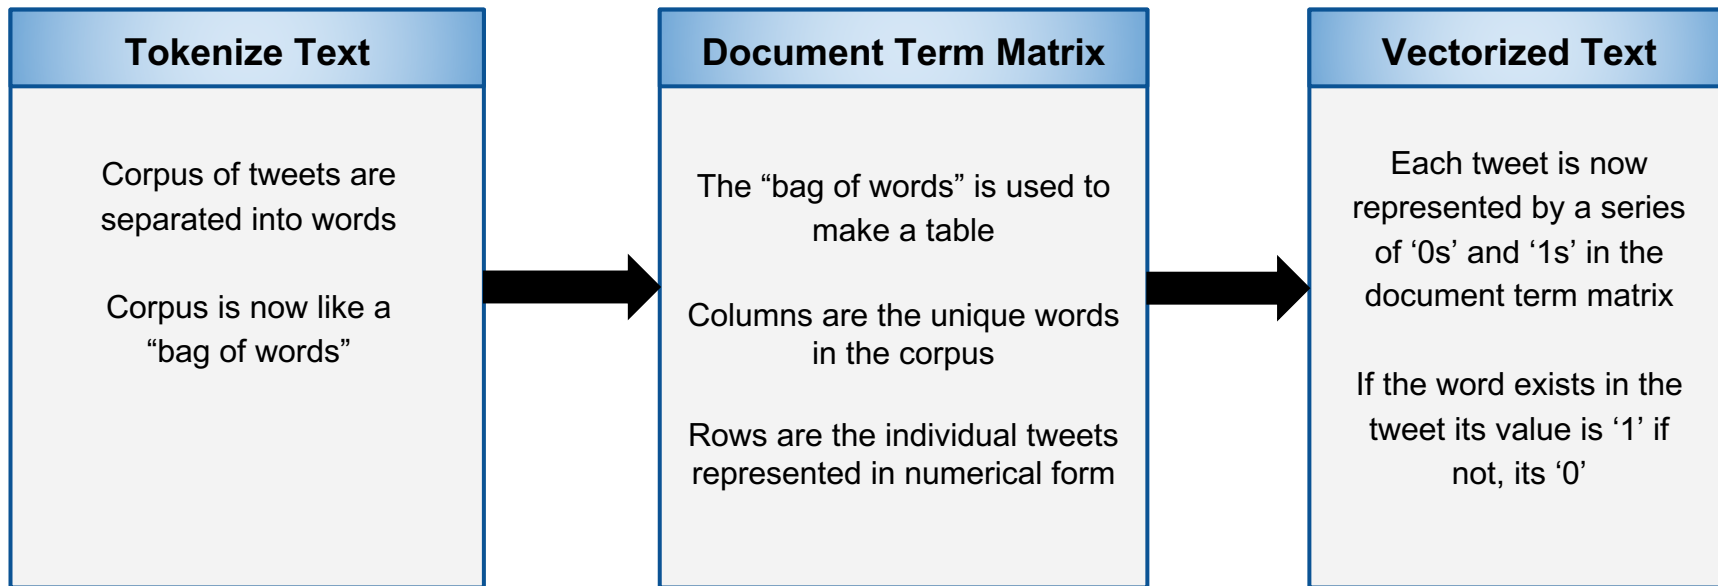 Tokenize Text
Corpus of tweets are
separated into words
Corpus is now like a
“bag of words”
Document Term Matrix
The “bag of words” is used to
make a table
Columns are the unique words
in the corpus
Rows are the individual tweets
represented in numerical form
Vectorized Text
Each tweet is now
represented by a series
of ‘0s’ and ‘1s’ in the
document term matrix
If the word exists in the
tweet its value is ‘1’ if
not, its ‘0’